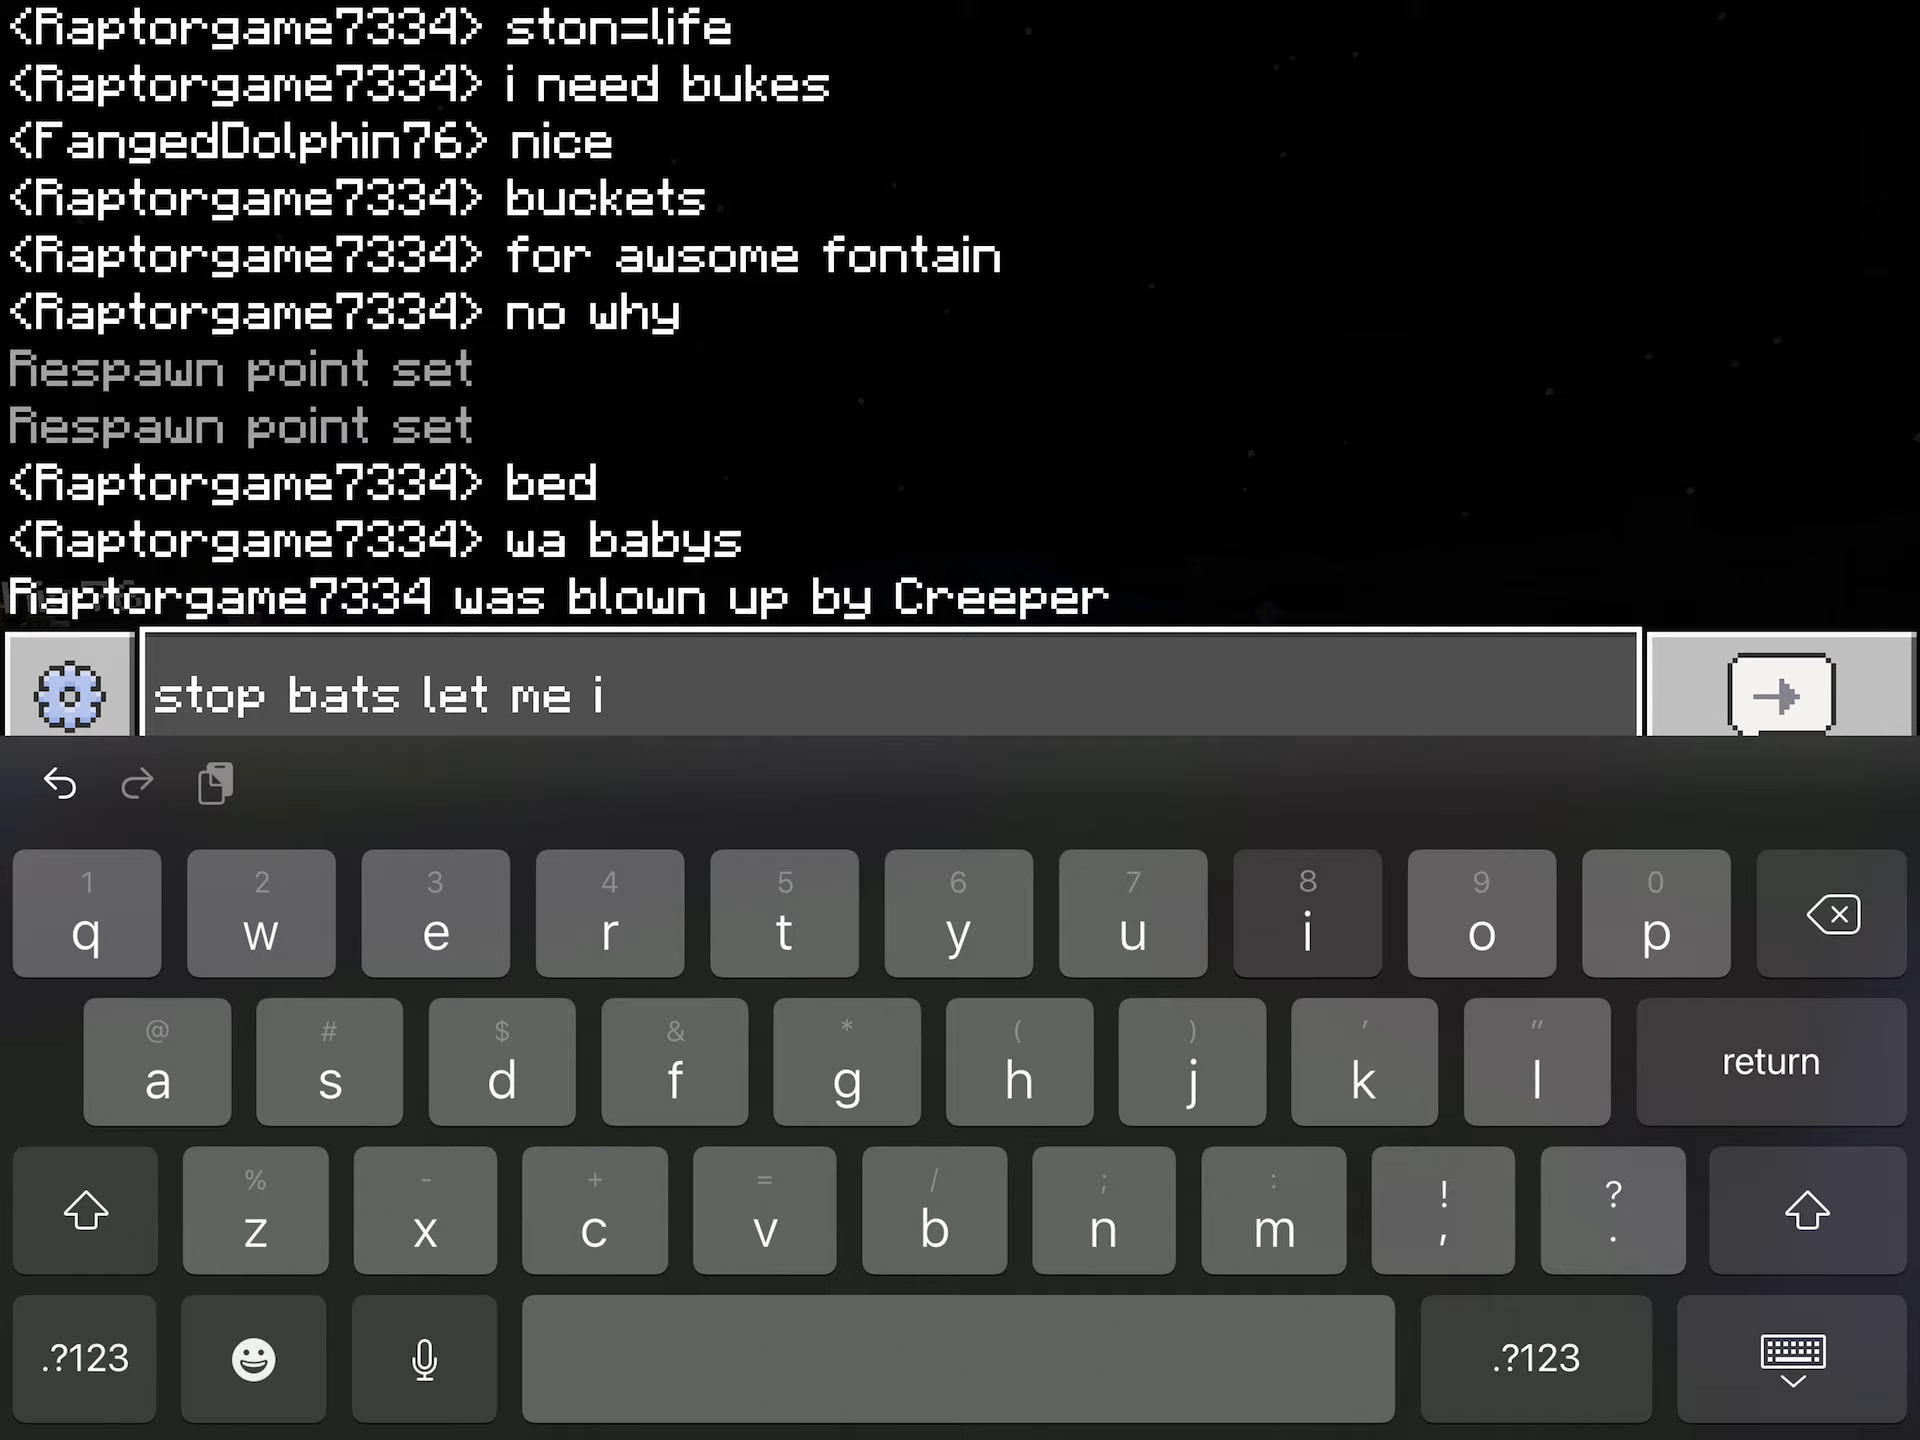 <Raptorgame7334> ston=life
<Raptorgame7334> i need bukes
<FangedDolphin76> nice
<Raptorgame7334> buckets
<Raptorgame7334> for awsome fontain
<Raptorgame7334> no why
Respawn point set
Respawn point set
<Raptorgame7334> bed
<Raptorgame7334> wa babys
Raptorgame7334 was blown up by Creeper
stop bats let me i
1 2 3 4 5 6 7 8 9 0
q w e r t y u i o p
@ # $ & * ( ) ' "
a s d f g h j k l return
% - + = / ; : ! ?
z x c v b n m , .
.?123 .?123